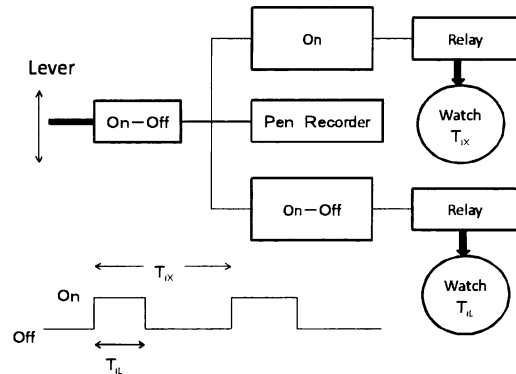 On
Relay
Lever
Watch
T_iX
On-Off
Pen Recorder
On-Off
Relay
T_iX
Watch
T_iL
On
Off
T_iL